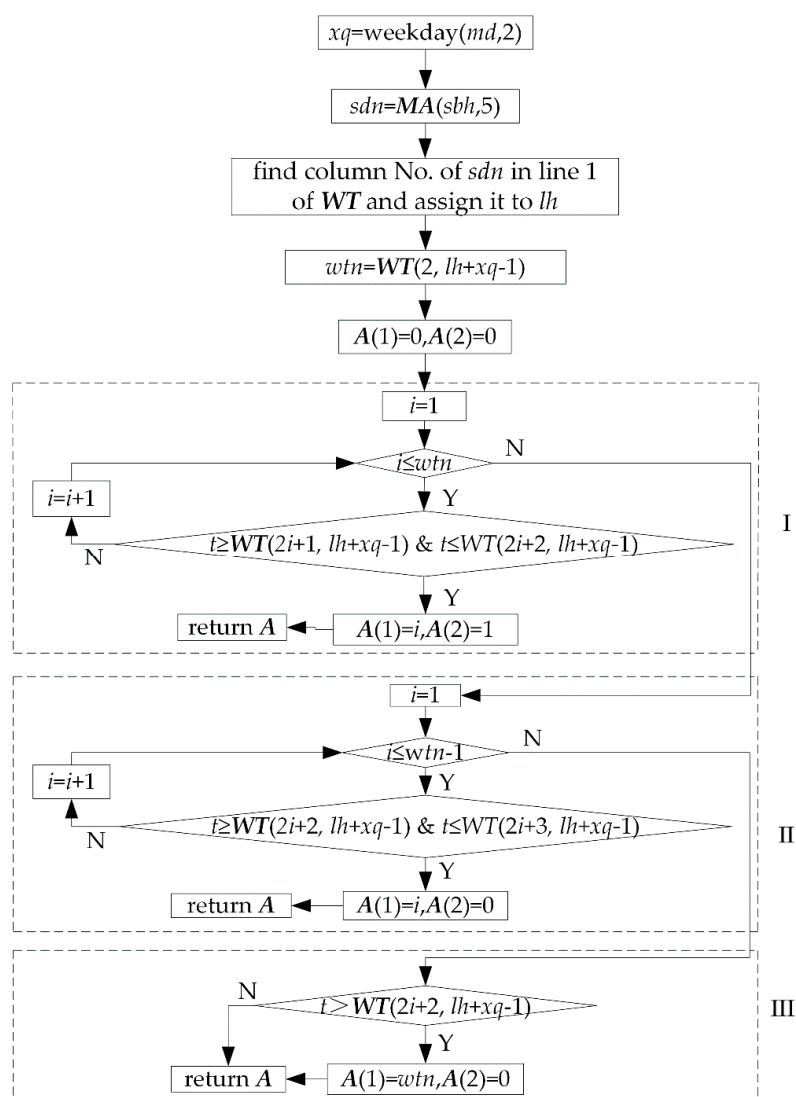 xq=weekday(md,2)
sdn=MA(sbh,5)
find column No. of sdn in line 1
of WT and assign it to lh
wtn=WT(2, lh+xq-1)
A(1)=0,A(2)=0
i=1
i≤wtn
N
i=i+1
Y
I
t≥WT(2i+1, lh+xq-1) & t≤WT(2i+2, lh+xq-1)
N
Y
return A
A(1)=i,A(2)=1
i=1
i≤wtn-1
N
i=i+1
Y
t≥WT(2i+2, lh+xq-1) & t≤WT(2i+3, lh+xq-1)
N
II
Y
return A
A(1)=i,A(2)=0
N
t>WT(2i+2, lh+xq-1)
III
Y
return A
A(1)=wtn,A(2)=0